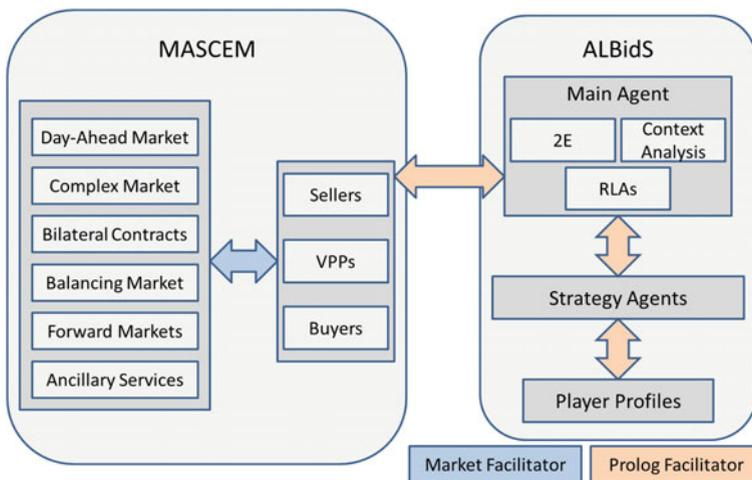 MASCEM
Day-Ahead Market
Complex Market
Bilateral Contracts
Balancing Market
Forward Markets
Ancillary Services
Sellers
VPPs
Buyers
ALBidS
Main Agent
2E
Context
Analysis
RLAs
Strategy Agents
Player Profiles
Market Facilitator
Prolog Facilitator